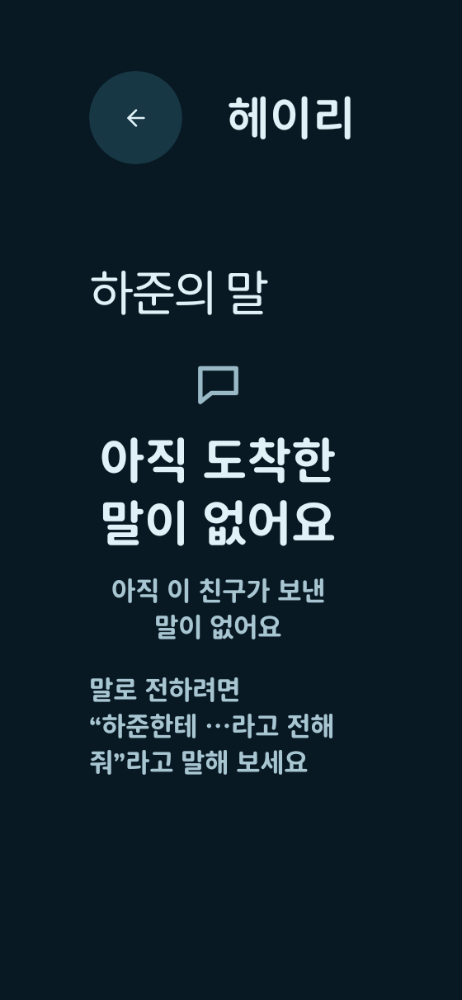 헤이리
하준의 말
아직 도착한
말이 없어요
아직 이 친구가 보낸
말이 없어요
말로 전하려면
“하준한테 …라고 전해
줘”라고 말해 보세요